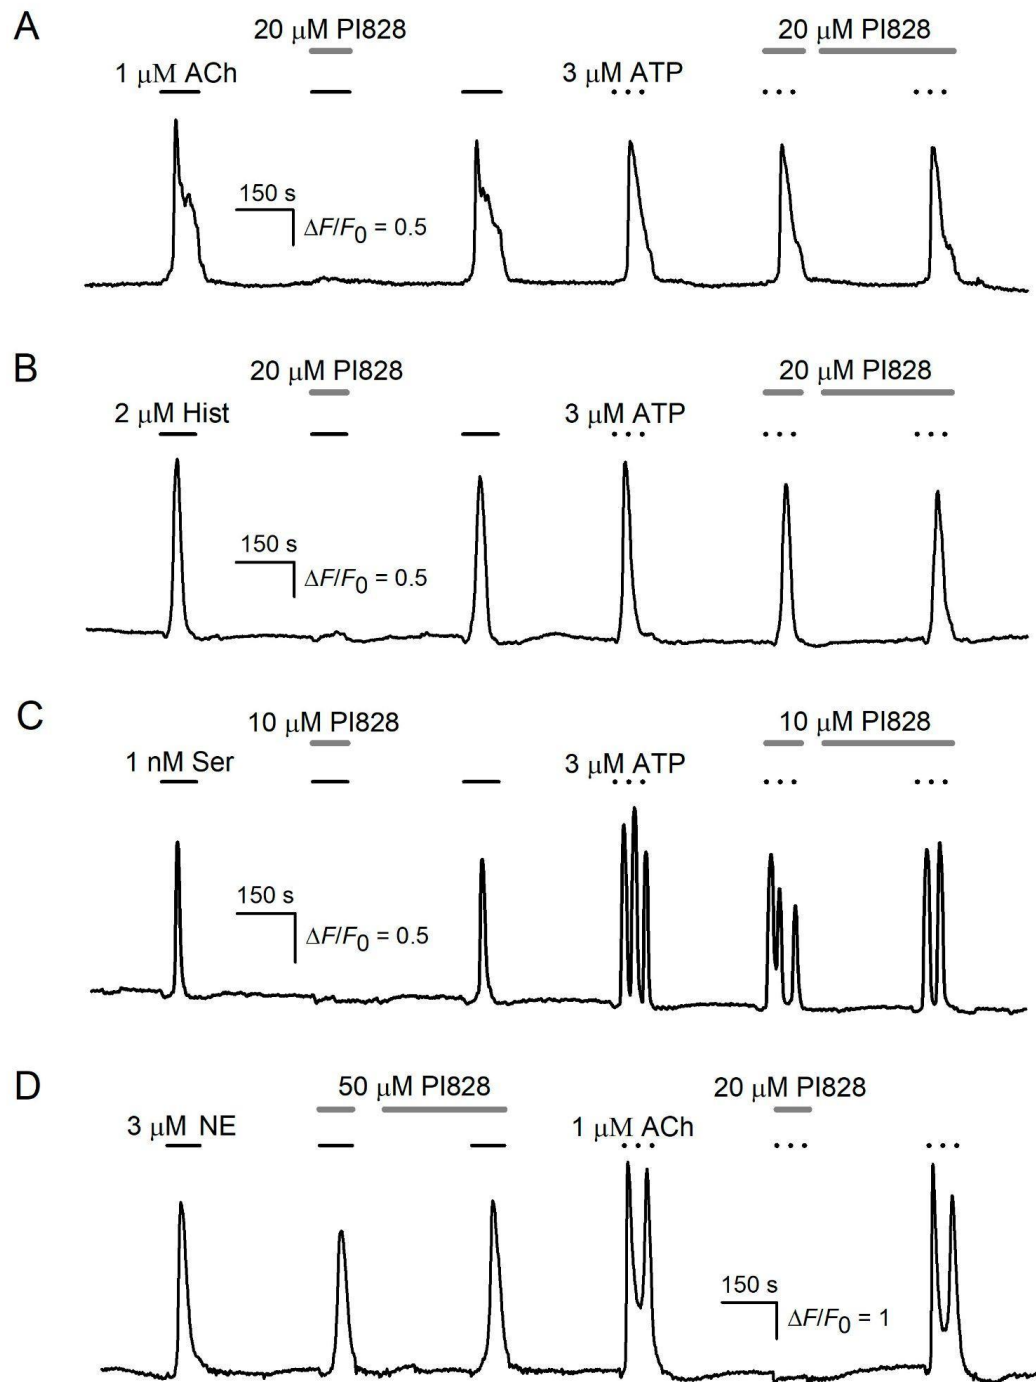 A
20 μM PI828 20 μM PI828
1 μM ACh 3 μM ATP
150 s
ΔF/F0 = 0.5
B
20 μM PI828 20 μM PI828
2 μM Hist 3 μM ATP
150 s
ΔF/F0 = 0.5
C
10 μM PI828 10 μM PI828
1 nM Ser 3 μM ATP
150 s
ΔF/F0 = 0.5
D
50 μM PI828 20 μM PI828
3 μM NE 1 μM ACh
150 s
ΔF/F0 = 1